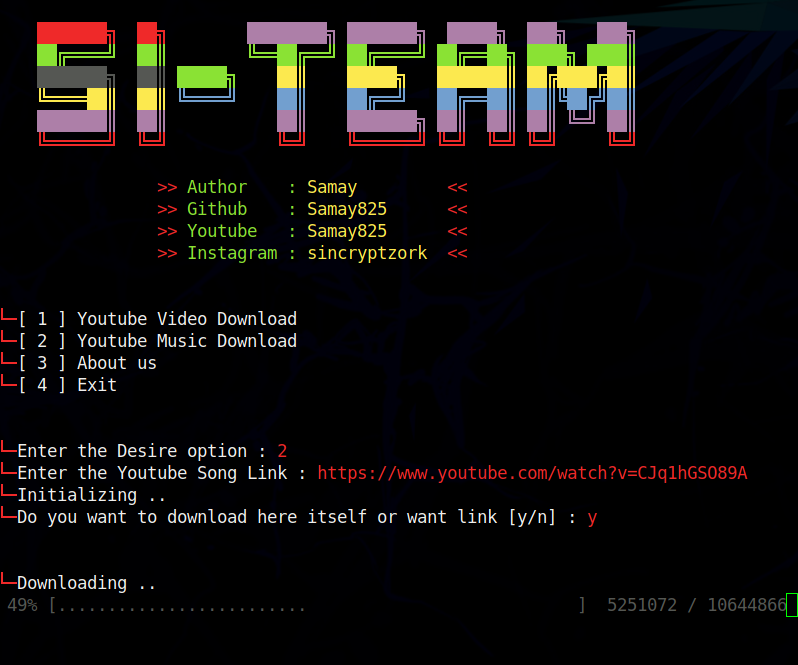 SI-TEAM
>> Author    : Samay         <<
>> Github    : Samay825      <<
>> Youtube   : Samay825      <<
>> Instagram : sincryptzork  <<
[ 1 ] Youtube Video Download
[ 2 ] Youtube Music Download
[ 3 ] About us
[ 4 ] Exit
Enter the Desire option : 2
Enter the Youtube Song Link : https://www.youtube.com/watch?v=CJq1hGSO89A
Initializing ..
Do you want to download here itself or want link [y/n] : y
Downloading ..
49% [.........................                           ]  5251072 / 10644866